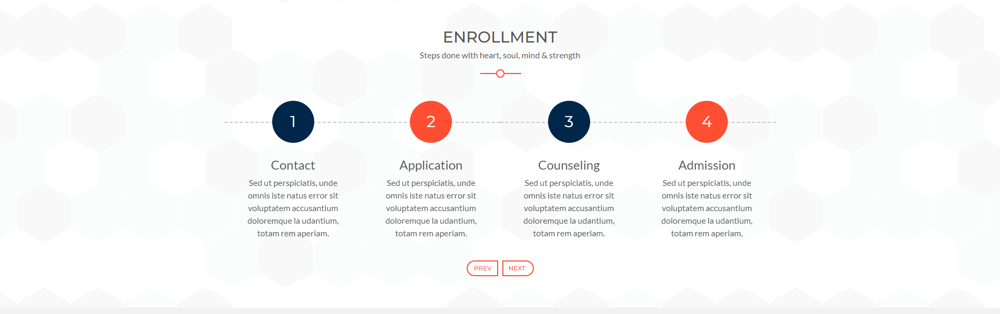 ENROLLMENT
Steps done with heart, soul, mind & strength
1
2
3
4
Contact
Sed ut perspiciatis, unde
omnis iste natus error sit
voluptatem accusantium
doloremque la udantium,
totam rem aperiam.
Application
Sed ut perspiciatis, unde
omnis iste natus error sit
voluptatem accusantium
doloremque la udantium,
totam rem aperiam.
Counseling
Sed ut perspiciatis, unde
omnis iste natus error sit
voluptatem accusantium
doloremque la udantium,
totam rem aperiam.
Admission
Sed ut perspiciatis, unde
omnis iste natus error sit
voluptatem accusantium
doloremque la udantium,
totam rem aperiam.
PREV
NEXT